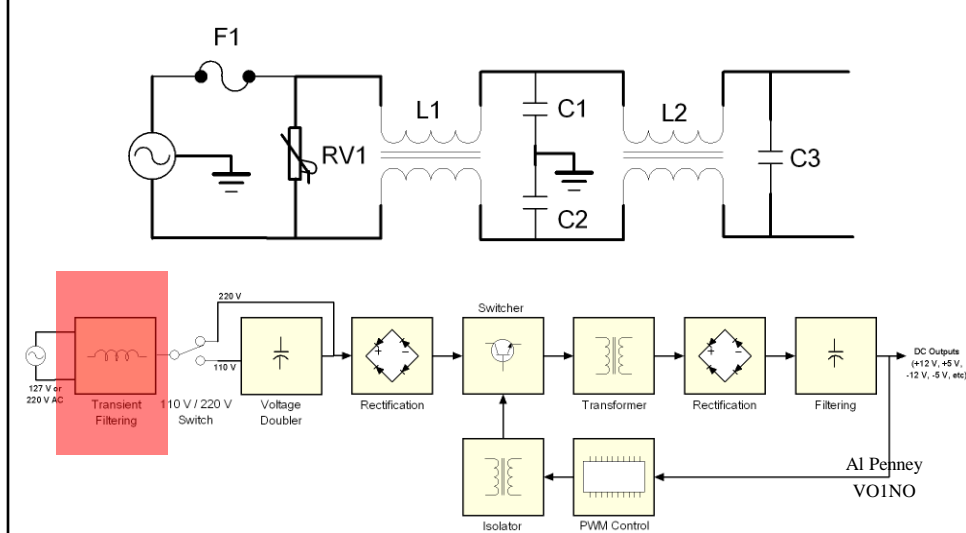 F1
L1
C1
L2
RV1
C3
C2
Switcher
220 V
110 V
127 V or
220 V AC
DC Outputs
(+12 V, +5 V,
-12 V, -5 V, etc)
Transient
Filtering
110 V / 220 V
Switch
Voltage
Doubler
Rectification
Transformer
Rectification
Filtering
Isolator
PWM Control
Al Penney
VO1NO